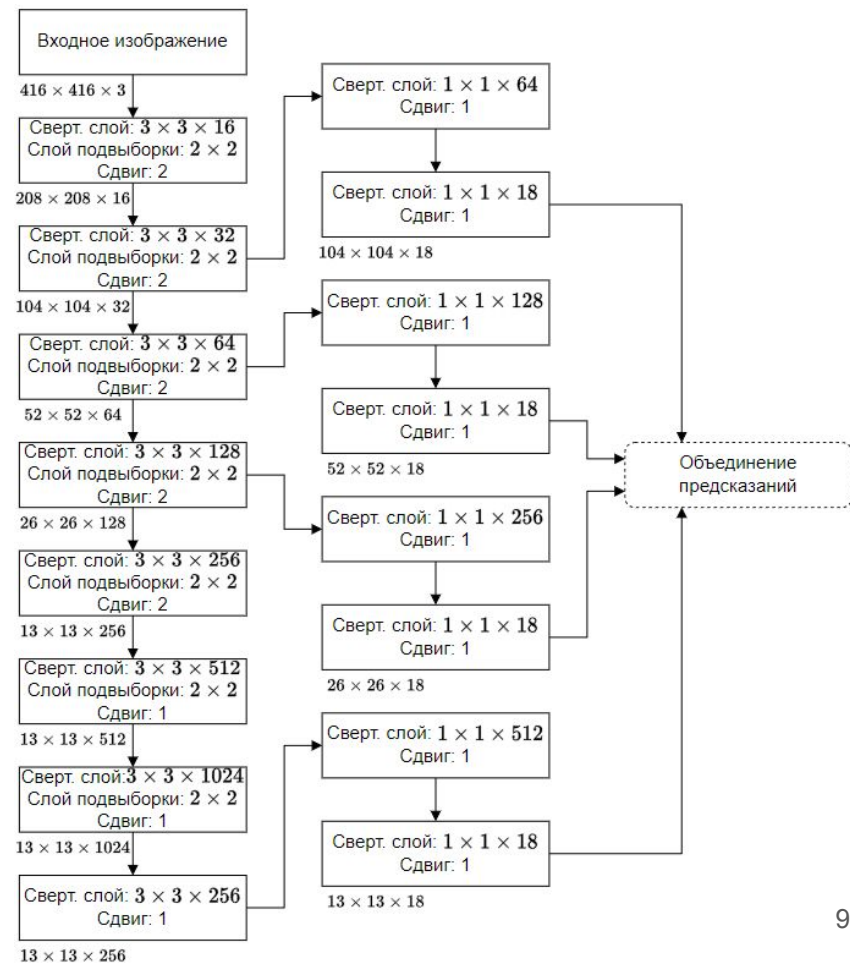 Входное изображение
416 × 416 × 3
Сверт. слой: 3 × 3 × 16
Слой подвыборки: 2 × 2
Сдвиг: 2
208 × 208 × 16
Сверт. слой: 3 × 3 × 32
Слой подвыборки: 2 × 2
Сдвиг: 2
104 × 104 × 32
Сверт. слой: 3 × 3 × 64
Слой подвыборки: 2 × 2
Сдвиг: 2
52 × 52 × 64
Сверт. слой: 3 × 3 × 128
Слой подвыборки: 2 × 2
Сдвиг: 2
26 × 26 × 128
Сверт. слой: 3 × 3 × 256
Слой подвыборки: 2 × 2
Сдвиг: 2
13 × 13 × 256
Сверт. слой: 3 × 3 × 512
Слой подвыборки: 2 × 2
Сдвиг: 1
13 × 13 × 512
Сверт. слой:3 × 3 × 1024
Слой подвыборки: 2 × 2
Сдвиг: 1
13 × 13 × 1024
Сверт. слой: 3 × 3 × 256
Сдвиг: 1
13 × 13 × 256
Сверт. слой: 1 × 1 × 64
Сдвиг: 1
Сверт. слой: 1 × 1 × 18
Сдвиг: 1
104 × 104 × 18
Сверт. слой: 1 × 1 × 128
Сдвиг: 1
Сверт. слой: 1 × 1 × 18
Сдвиг: 1
52 × 52 × 18
Сверт. слой: 1 × 1 × 256
Сдвиг: 1
Сверт. слой: 1 × 1 × 18
Сдвиг: 1
26 × 26 × 18
Сверт. слой: 1 × 1 × 512
Сдвиг: 1
Сверт. слой: 1 × 1 × 18
Сдвиг: 1
13 × 13 × 18
Объединение
предсказаний
9